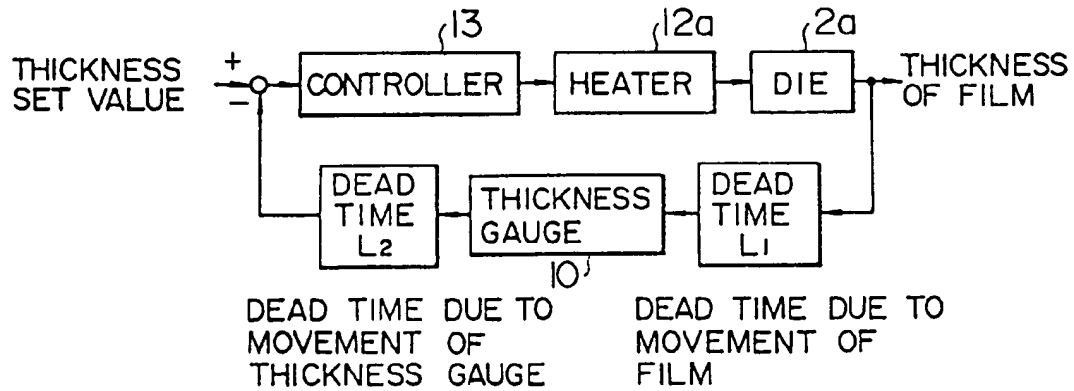 13
12a
2a
THICKNESS
SET VALUE
+
−
CONTROLLER
HEATER
DIE
THICKNESS
OF FILM
DEAD
TIME
L2
THICKNESS
GAUGE
10
DEAD
TIME
L1
DEAD TIME DUE TO
MOVEMENT OF
THICKNESS GAUGE
DEAD TIME DUE TO
MOVEMENT OF
FILM